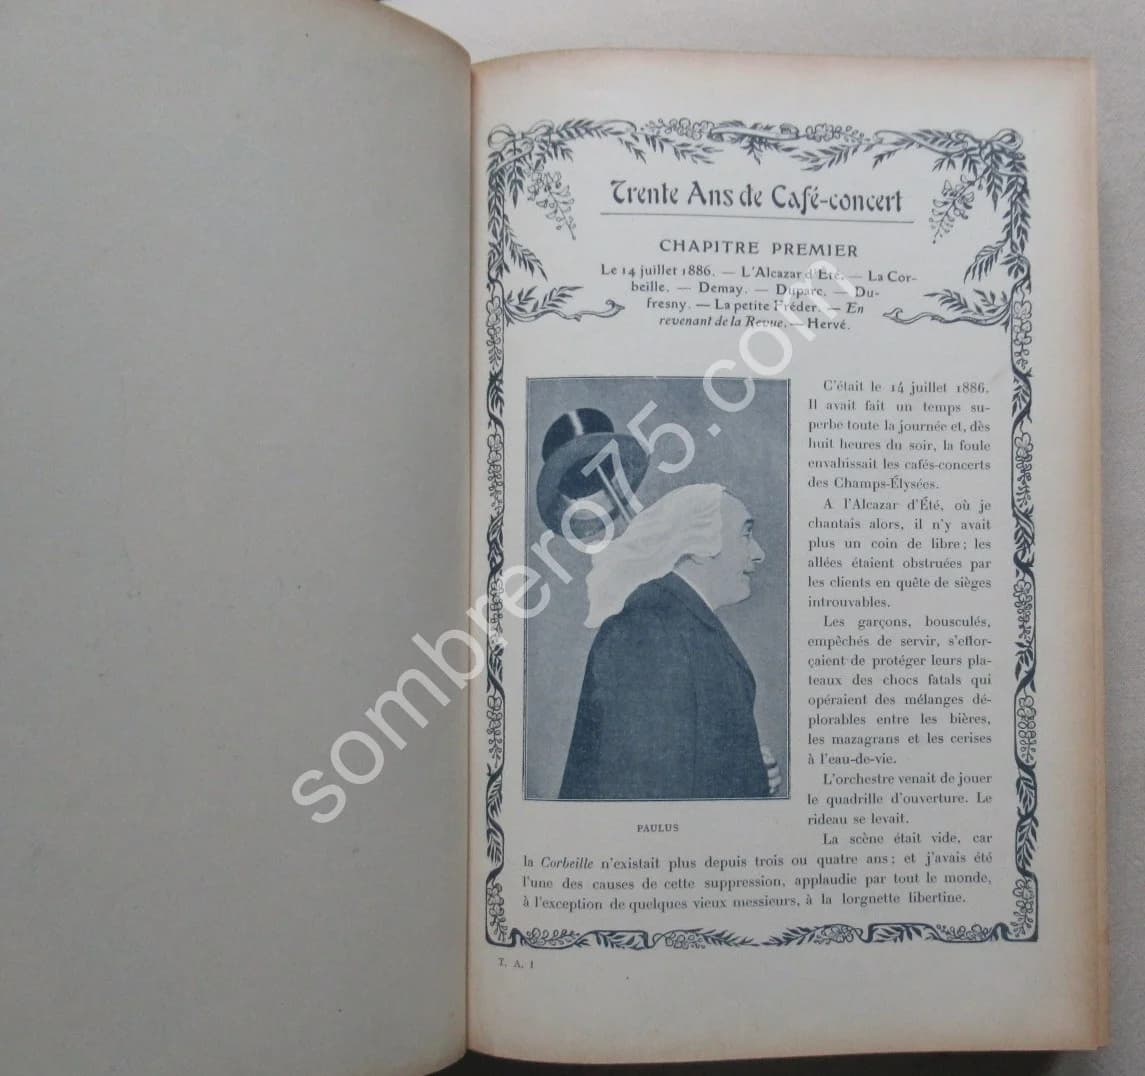 Trente Ans de Café-concert
CHAPITRE PREMIER
Le 14 juillet 1886. — L'Alcazar d'Été. — La Cor-
beille. — Demay. — Duparc. — Du-
fresny. — La petite Fréder. — En
revenant de la Revue. — Hervé.
C'était le 14 juillet 1886.
Il avait fait un temps su-
perbe toute la journée et, dès
huit heures du soir, la foule
envahissait les cafés-concerts
des Champs-Élysées.
A l'Alcazar d'Été, où je
chantais alors, il n'y avait
plus un coin de libre ; les
allées étaient obstruées par
les clients en quête de sièges
introuvables.
Les garçons, bousculés,
empêchés de servir, s'effor-
çaient de protéger leurs pla-
teaux des chocs fatals qui
opéraient des mélanges dé-
plorables entre les bières,
les mazagrans et les cerises
à l'eau-de-vie.
L'orchestre venait de jouer
le quadrille d'ouverture. Le
rideau se levait.
La scène était vide, car
PAULUS
la Corbeille n'existait plus depuis trois ou quatre ans ; et j'avais été
l'une des causes de cette suppression, applaudie par tout le monde,
à l'exception de quelques vieux messieurs, à la lorgnette libertine.
T. A. 1
sombrero75.com